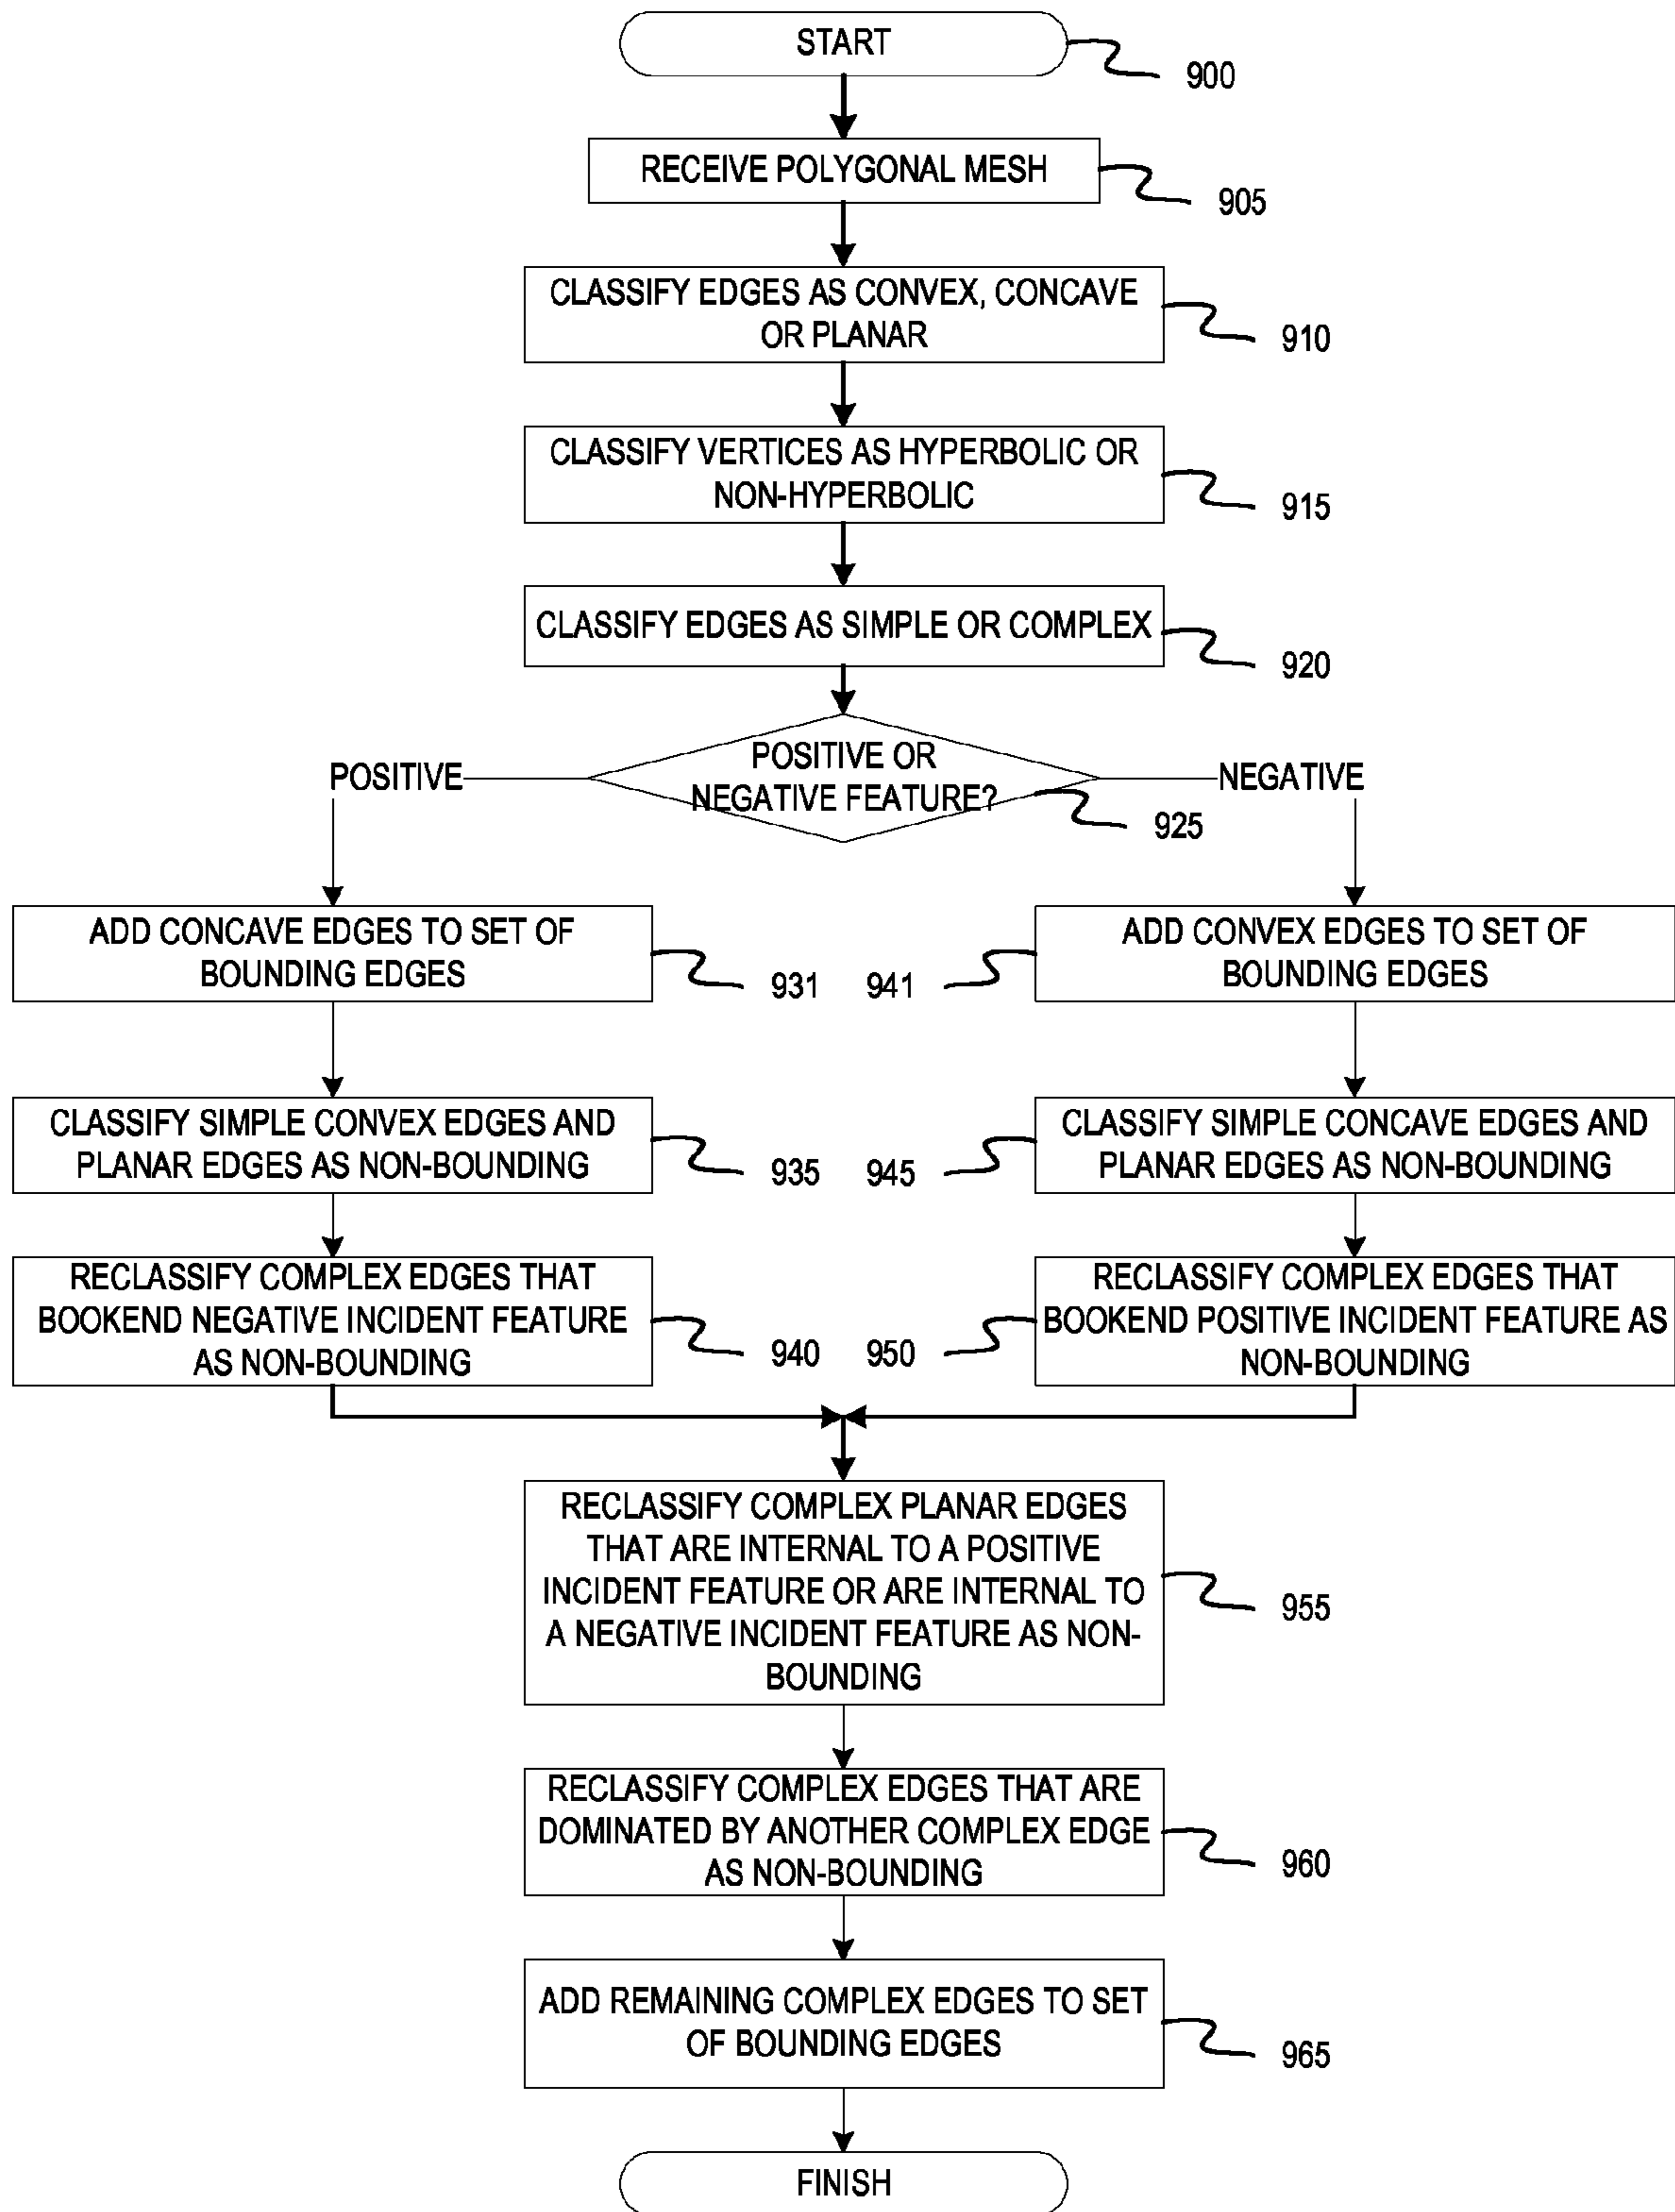 START
900
RECEIVE POLYGONAL MESH
905
CLASSIFY EDGES AS CONVEX, CONCAVE
OR PLANAR
910
CLASSIFY VERTICES AS HYPERBOLIC OR
NON-HYPERBOLIC
915
CLASSIFY EDGES AS SIMPLE OR COMPLEX
920
POSITIVE OR
NEGATIVE FEATURE?
925
POSITIVE
NEGATIVE
ADD CONCAVE EDGES TO SET OF
BOUNDING EDGES
931
941
ADD CONVEX EDGES TO SET OF
BOUNDING EDGES
CLASSIFY SIMPLE CONVEX EDGES AND
PLANAR EDGES AS NON-BOUNDING
935
945
CLASSIFY SIMPLE CONCAVE EDGES AND
PLANAR EDGES AS NON-BOUNDING
RECLASSIFY COMPLEX EDGES THAT
BOOKEND NEGATIVE INCIDENT FEATURE
AS NON-BOUNDING
940
950
RECLASSIFY COMPLEX EDGES THAT
BOOKEND POSITIVE INCIDENT FEATURE AS
NON-BOUNDING
RECLASSIFY COMPLEX PLANAR EDGES
THAT ARE INTERNAL TO A POSITIVE
INCIDENT FEATURE OR ARE INTERNAL TO
A NEGATIVE INCIDENT FEATURE AS NON-
BOUNDING
955
RECLASSIFY COMPLEX EDGES THAT ARE
DOMINATED BY ANOTHER COMPLEX EDGE
AS NON-BOUNDING
960
ADD REMAINING COMPLEX EDGES TO SET
OF BOUNDING EDGES
965
FINISH